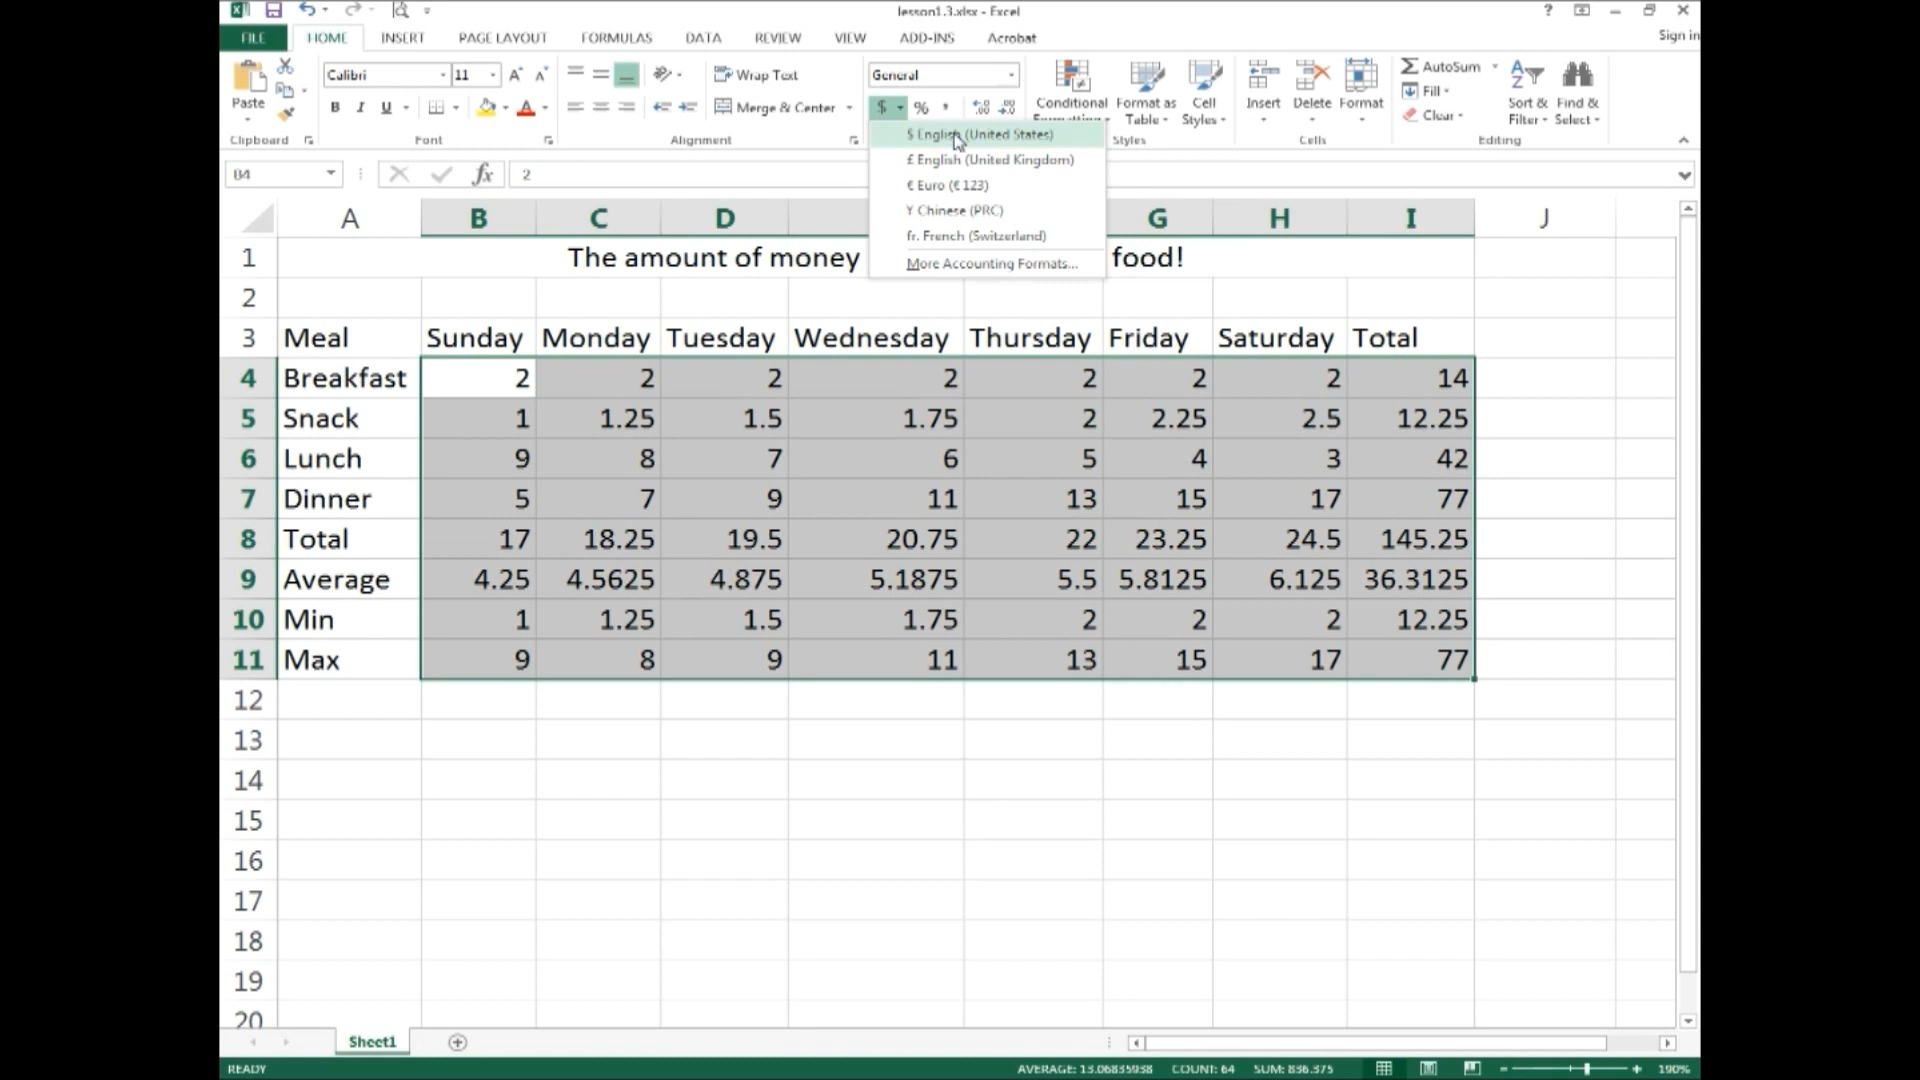 lesson1.3.xlsx - Excel
FILE HOME INSERT PAGE LAYOUT FORMULAS DATA REVIEW VIEW ADD-INS Acrobat Sign in
Calibri 11 Wrap Text General AutoSum
Paste B I U Merge & Center $ % Conditional Format as Cell Insert Delete Format Fill Sort & Find &
Table Styles Clear Filter Select
Clipboard Font Alignment Styles Cells Editing
$ English (United States)
£ English (United Kingdom)
€ Euro (€ 123)
Y Chinese (PRC)
fr. French (Switzerland)
More Accounting Formats...
B4 fx 2
A B C D G H I J
1 The amount of money food!
2
3 Meal Sunday Monday Tuesday Wednesday Thursday Friday Saturday Total
4 Breakfast 2 2 2 2 2 2 2 14
5 Snack 1 1.25 1.5 1.75 2 2.25 2.5 12.25
6 Lunch 9 8 7 6 5 4 3 42
7 Dinner 5 7 9 11 13 15 17 77
8 Total 17 18.25 19.5 20.75 22 23.25 24.5 145.25
9 Average 4.25 4.5625 4.875 5.1875 5.5 5.8125 6.125 36.3125
10 Min 1 1.25 1.5 1.75 2 2 2 12.25
11 Max 9 8 9 11 13 15 17 77
12
13
14
15
16
17
18
19
20
Sheet1
READY AVERAGE: 13.06835938 COUNT: 64 SUM: 836.375 190%